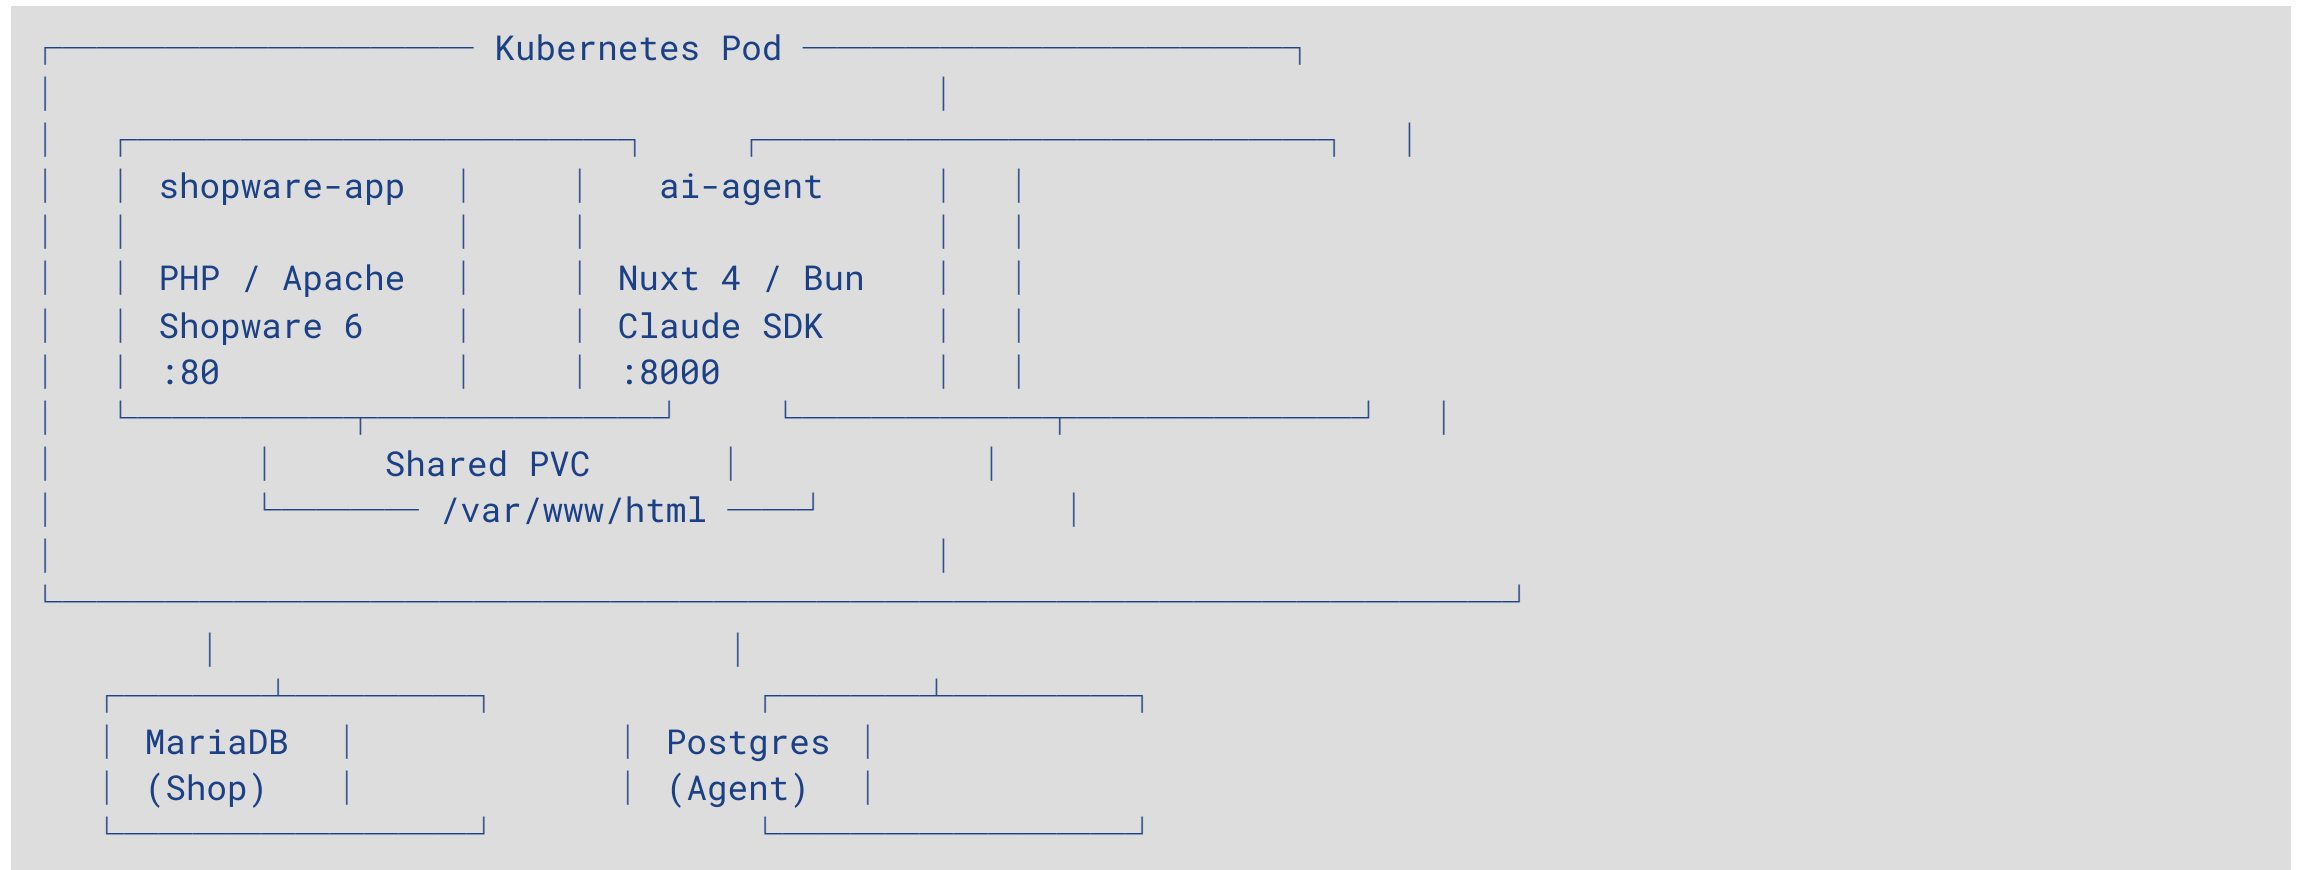 Kubernetes Pod
shopware-app ai-agent
PHP / Apache Nuxt 4 / Bun
Shopware 6 Claude SDK
:80 :8000
Shared PVC
/var/www/html
MariaDB Postgres
(Shop) (Agent)